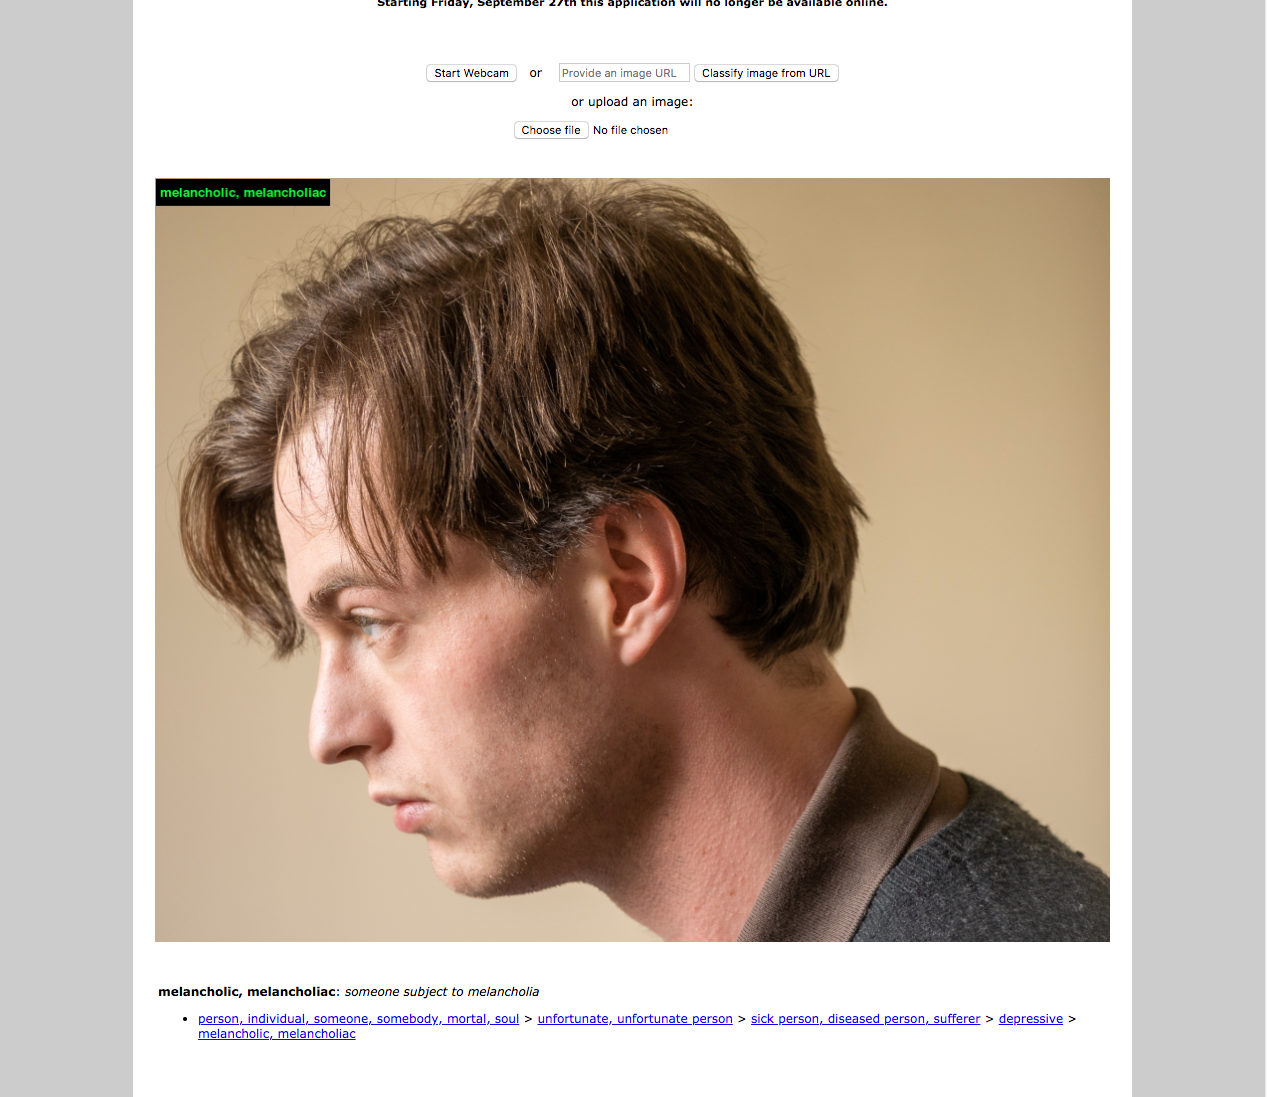 Starting Friday, September 27th this application will no longer be available online.
Start Webcam or Provide an image URL Classify image from URL
or upload an image:
Choose file No file chosen
melancholic, melancholiac
melancholic, melancholiac: someone subject to melancholia
• person, individual, someone, somebody, mortal, soul > unfortunate, unfortunate person > sick person, diseased person, sufferer > depressive >
melancholic, melancholiac